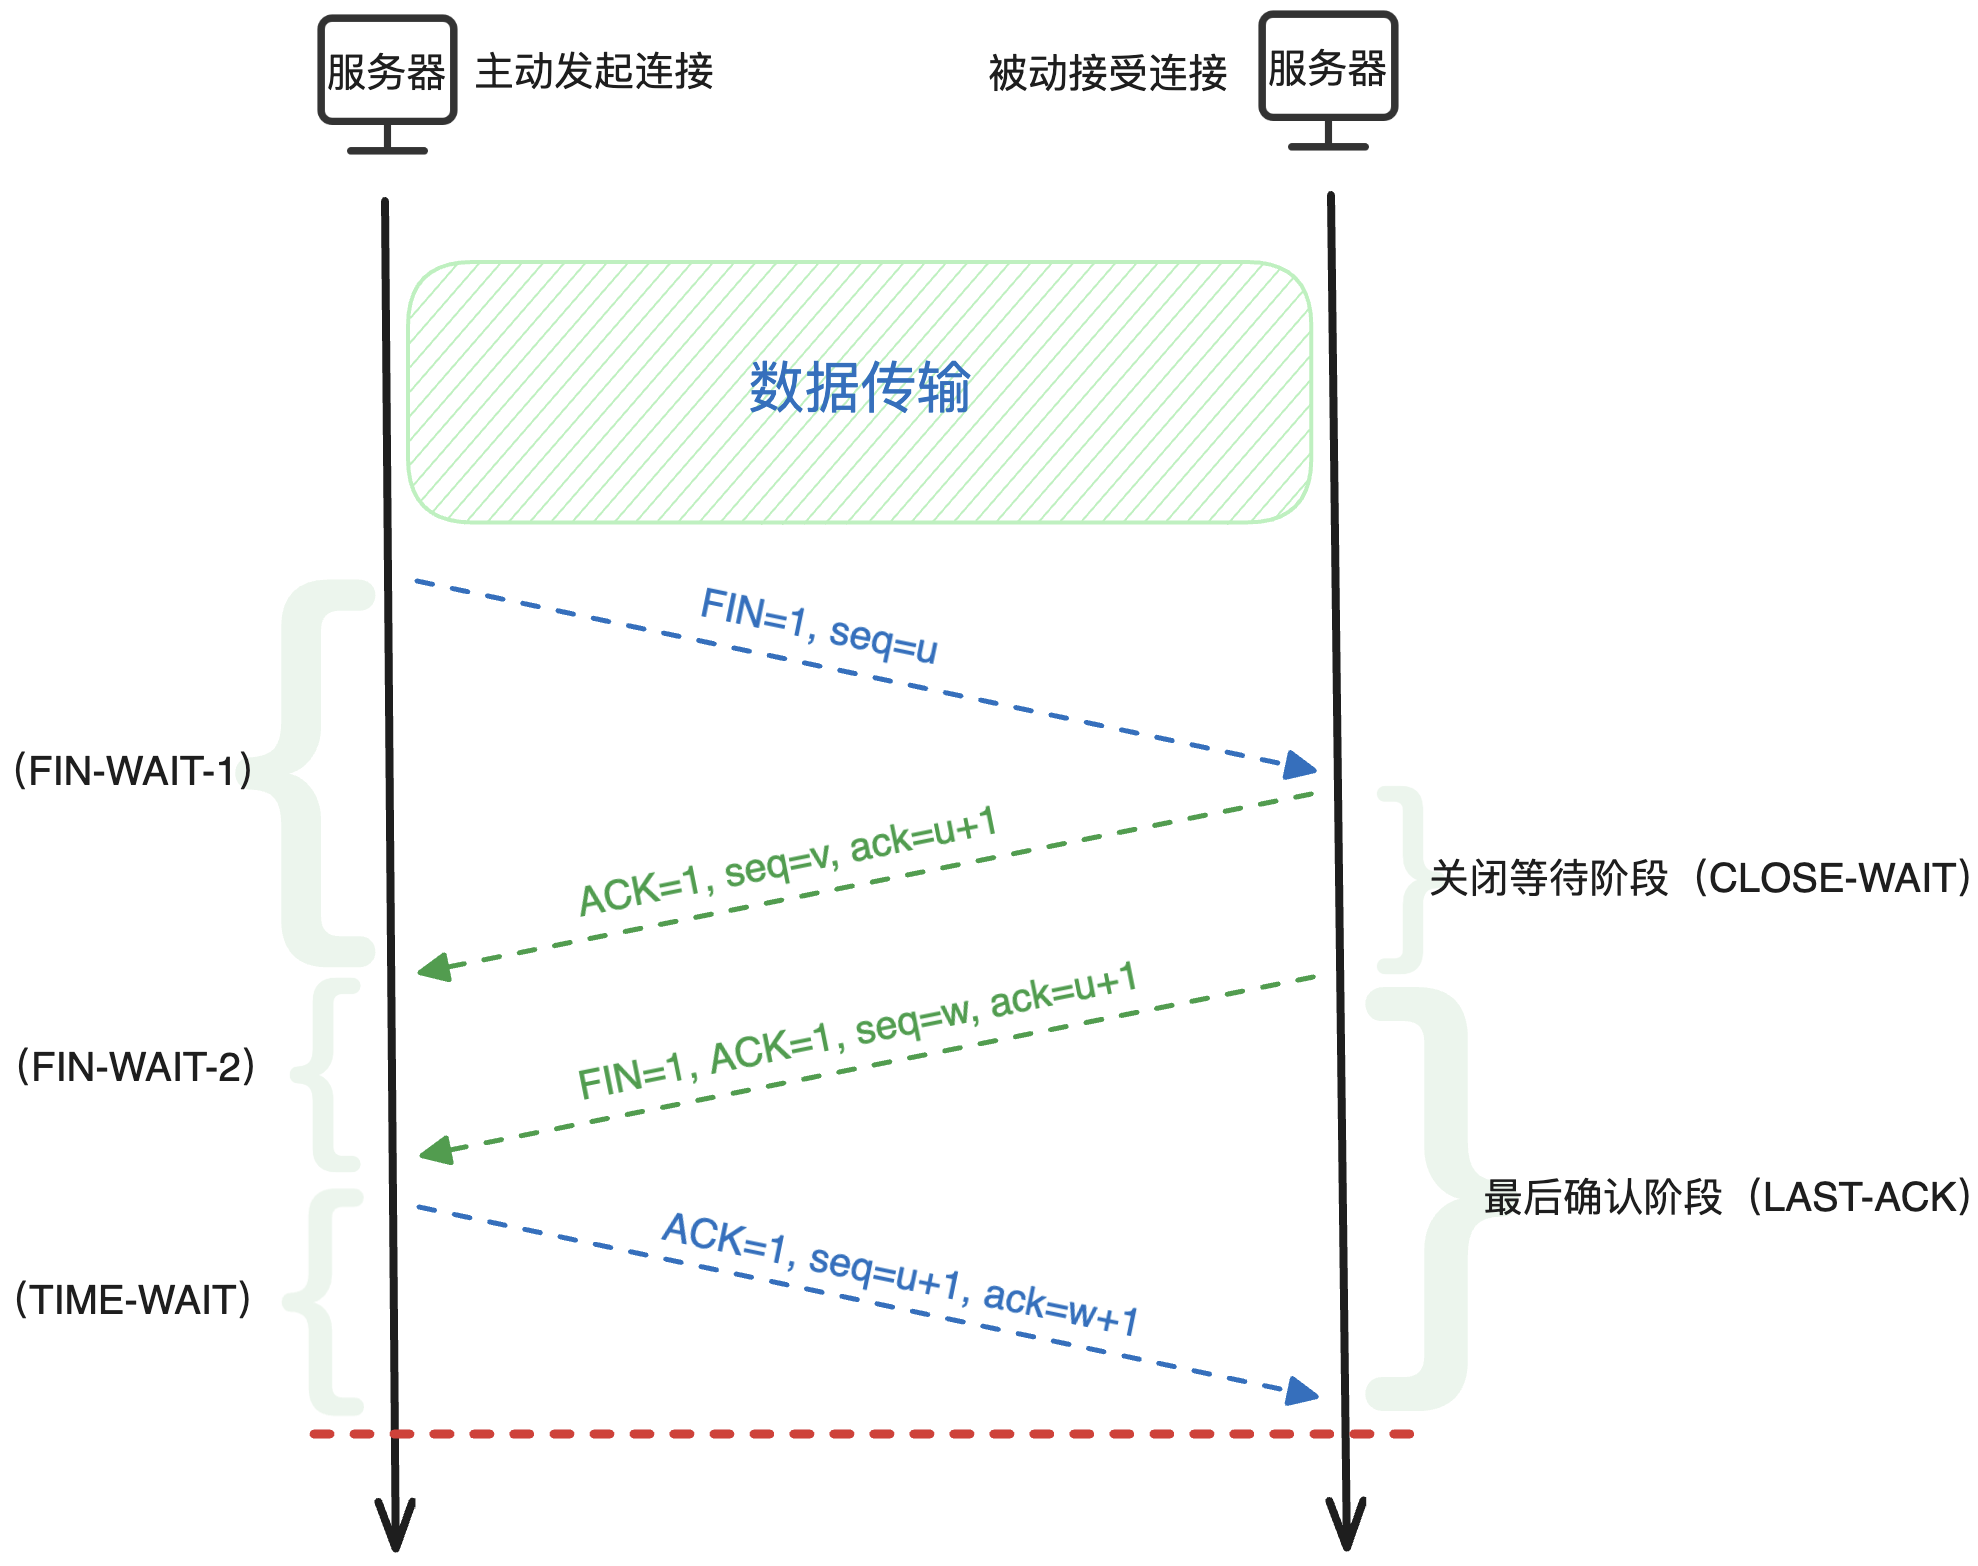 服务器
主动发起连接
被动接受连接
服务器
数据传输
FIN=1, seq=u
(FIN-WAIT-1)
ACK=1, seq=v, ack=u+1
关闭等待阶段（CLOSE-WAIT）
FIN=1, ACK=1, seq=w, ack=u+1
(FIN-WAIT-2)
最后确认阶段（LAST-ACK）
ACK=1, seq=u+1, ack=w+1
(TIME-WAIT)